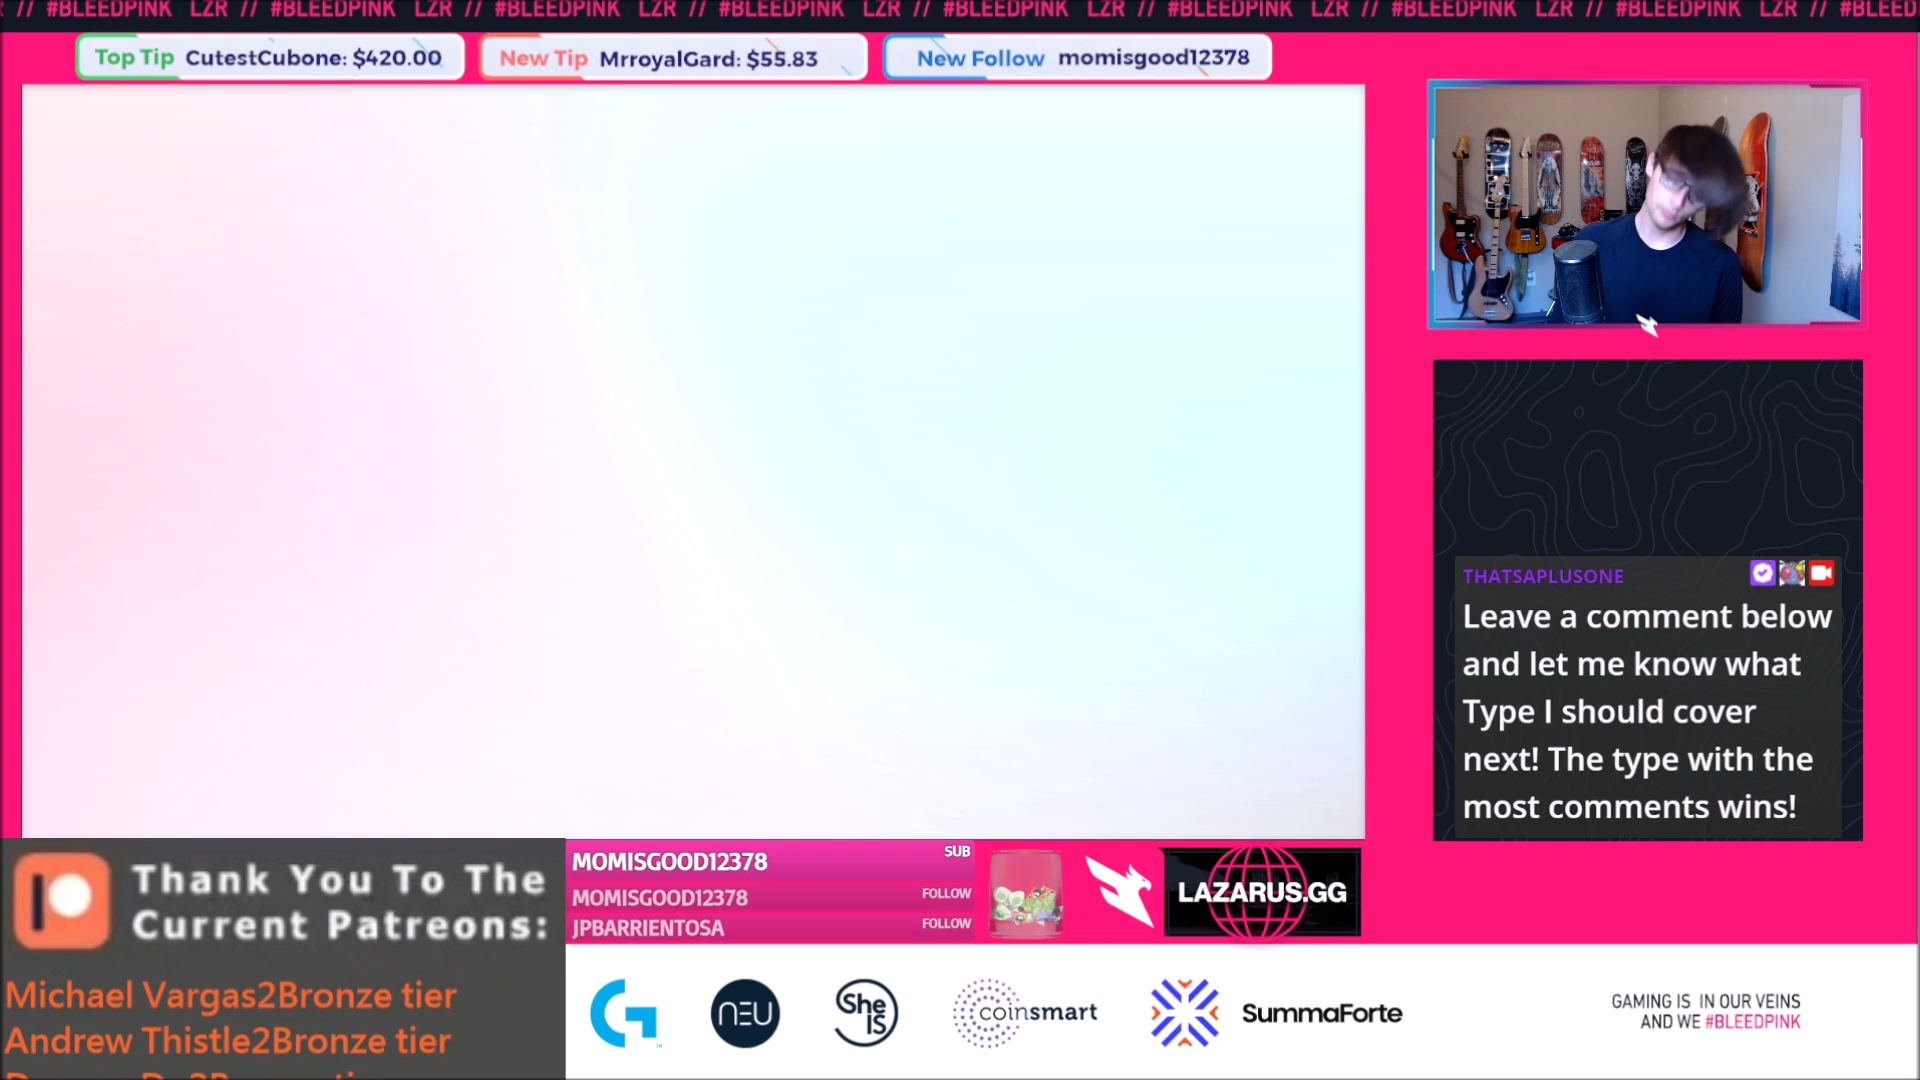 // #BLEEDPINK LZR // #BLEEDPINK LZR // #BLEEDPINK LZR // #BLEEDPINK LZR // #BLEEDPINK LZR // #BLEEDPINK LZR // #BLEEDPINK LZR // #BLEEDPINK LZR // #BLEED
Top Tip CutestCubone: $420.00
New Tip MrroyalGard: $55.83
New Follow momisgood12378
THATSAPLUSONE
Leave a comment below
and let me know what
Type I should cover
next! The type with the
most comments wins!
Thank You To The
Current Patreons:
Michael Vargas2Bronze tier
Andrew Thistle2Bronze tier
MOMISGOOD12378 SUB
MOMISGOOD12378 FOLLOW
JPBARRIENTOSA FOLLOW
LAZARUS.GG
G
NEU
She
IS
coinsmart
SummaForte
GAMING IS IN OUR VEINS
AND WE #BLEEDPINK